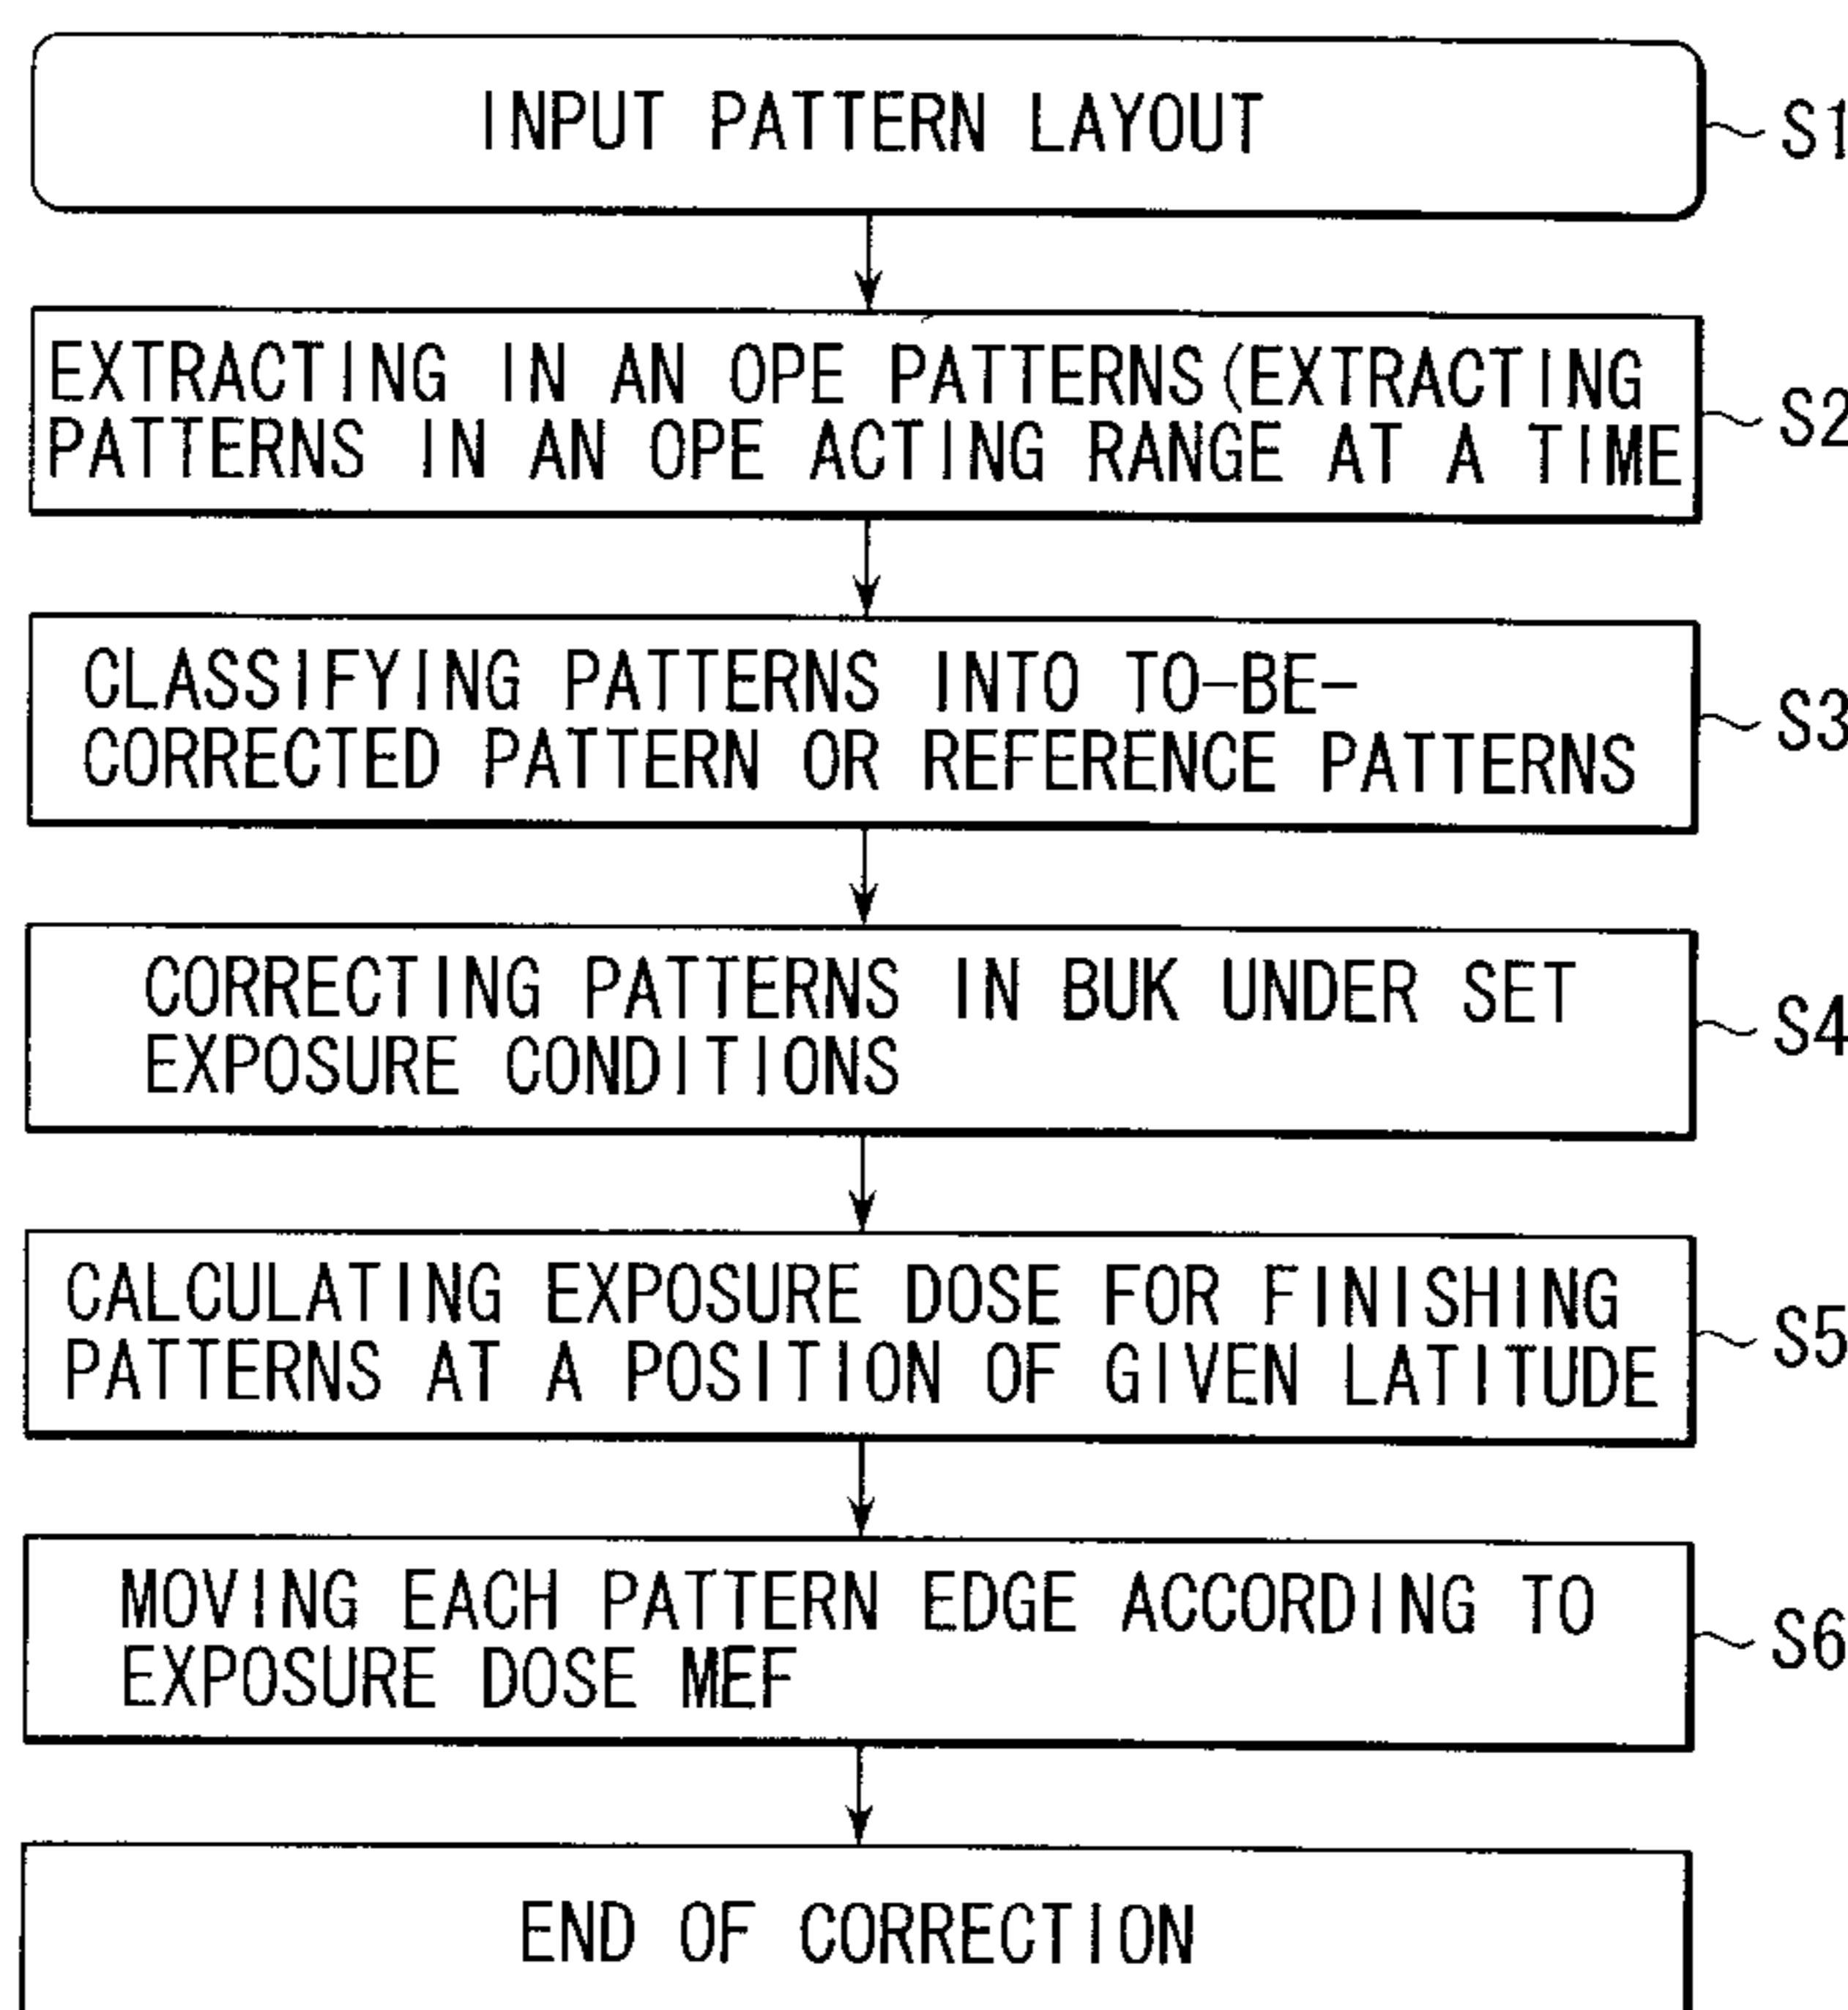 INPUT PATTERN LAYOUT
S1
EXTRACTING IN AN OPE PATTERNS(EXTRACTING
PATTERNS IN AN OPE ACTING RANGE AT A TIME
S2
CLASSIFYING PATTERNS INTO TO-BE-
CORRECTED PATTERN OR REFERENCE PATTERNS
S3
CORRECTING PATTERNS IN BUK UNDER SET
EXPOSURE CONDITIONS
S4
CALCULATING EXPOSURE DOSE FOR FINISHING
PATTERNS AT A POSITION OF GIVEN LATITUDE
S5
MOVING EACH PATTERN EDGE ACCORDING TO
EXPOSURE DOSE MEF
S6
END OF CORRECTION